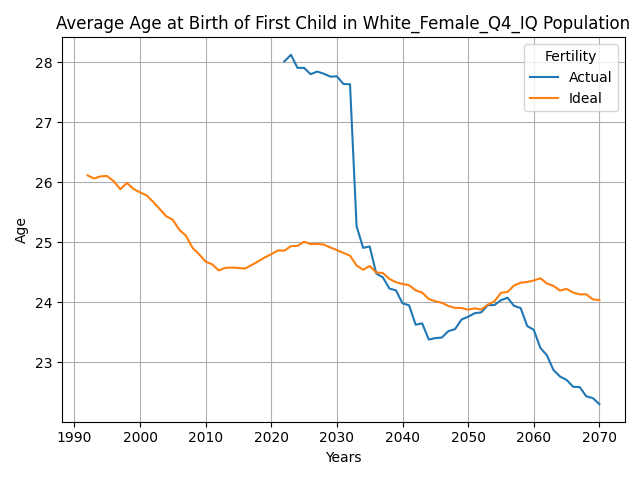 Average Age at Birth of First Child in White_Female_Q4_IQ Population
Fertility
Actual
Ideal
28
27
26
25
24
23
Age
1990
2000
2010
2020
2030
2040
2050
2060
2070
Years